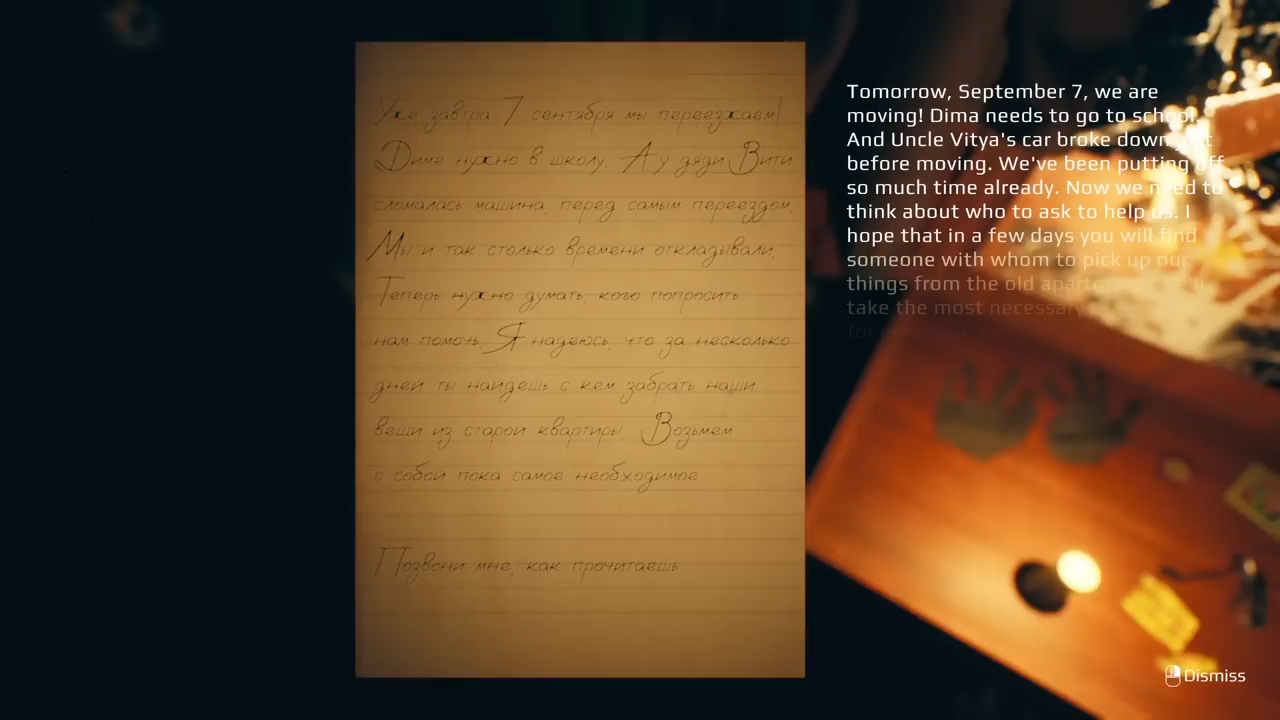 Уже завтра 7 сентября мы переезжаем!
Диме нужно в школу. А у дяди Вити
сломалась машина, перед самым переездом.
Мы и так столько времени откладывали.
Теперь нужно думать, кого попросить
нам помочь. Я надеюсь, что за несколько
дней ты найдешь с кем забрать наши
вещи из старой квартиры. Возьмем
с собой пока самое необходимое
Позвони мне, как прочитаешь
Tomorrow, September 7, we are
moving! Dima needs to go to school.
And Uncle Vitya's car broke down
before moving. We've been putting off
so much time already. Now we need to
think about who to ask to help us. I
hope that in a few days you will find
someone with whom to pick up our
things from the old
take the most necessary
Dismiss